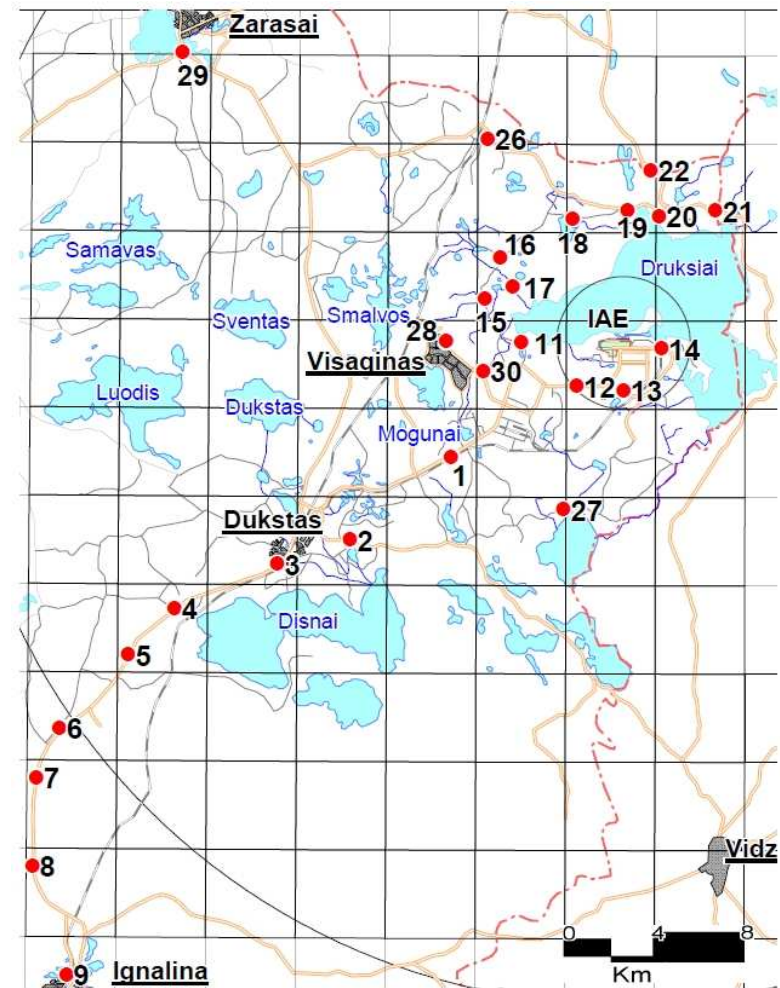 Zarasai
29
26
22
19
20
21
18
16
Samavas
Druksiai
17
15
Sventas
Smalvos
28
11
IAE
14
Visaginas
30
12
13
Luodis
Dukstas
Mogunai
1
27
Dukstas
2
3
4
Disnai
5
6
7
8
Vidz
0 4 8
Km
9
Ignalina